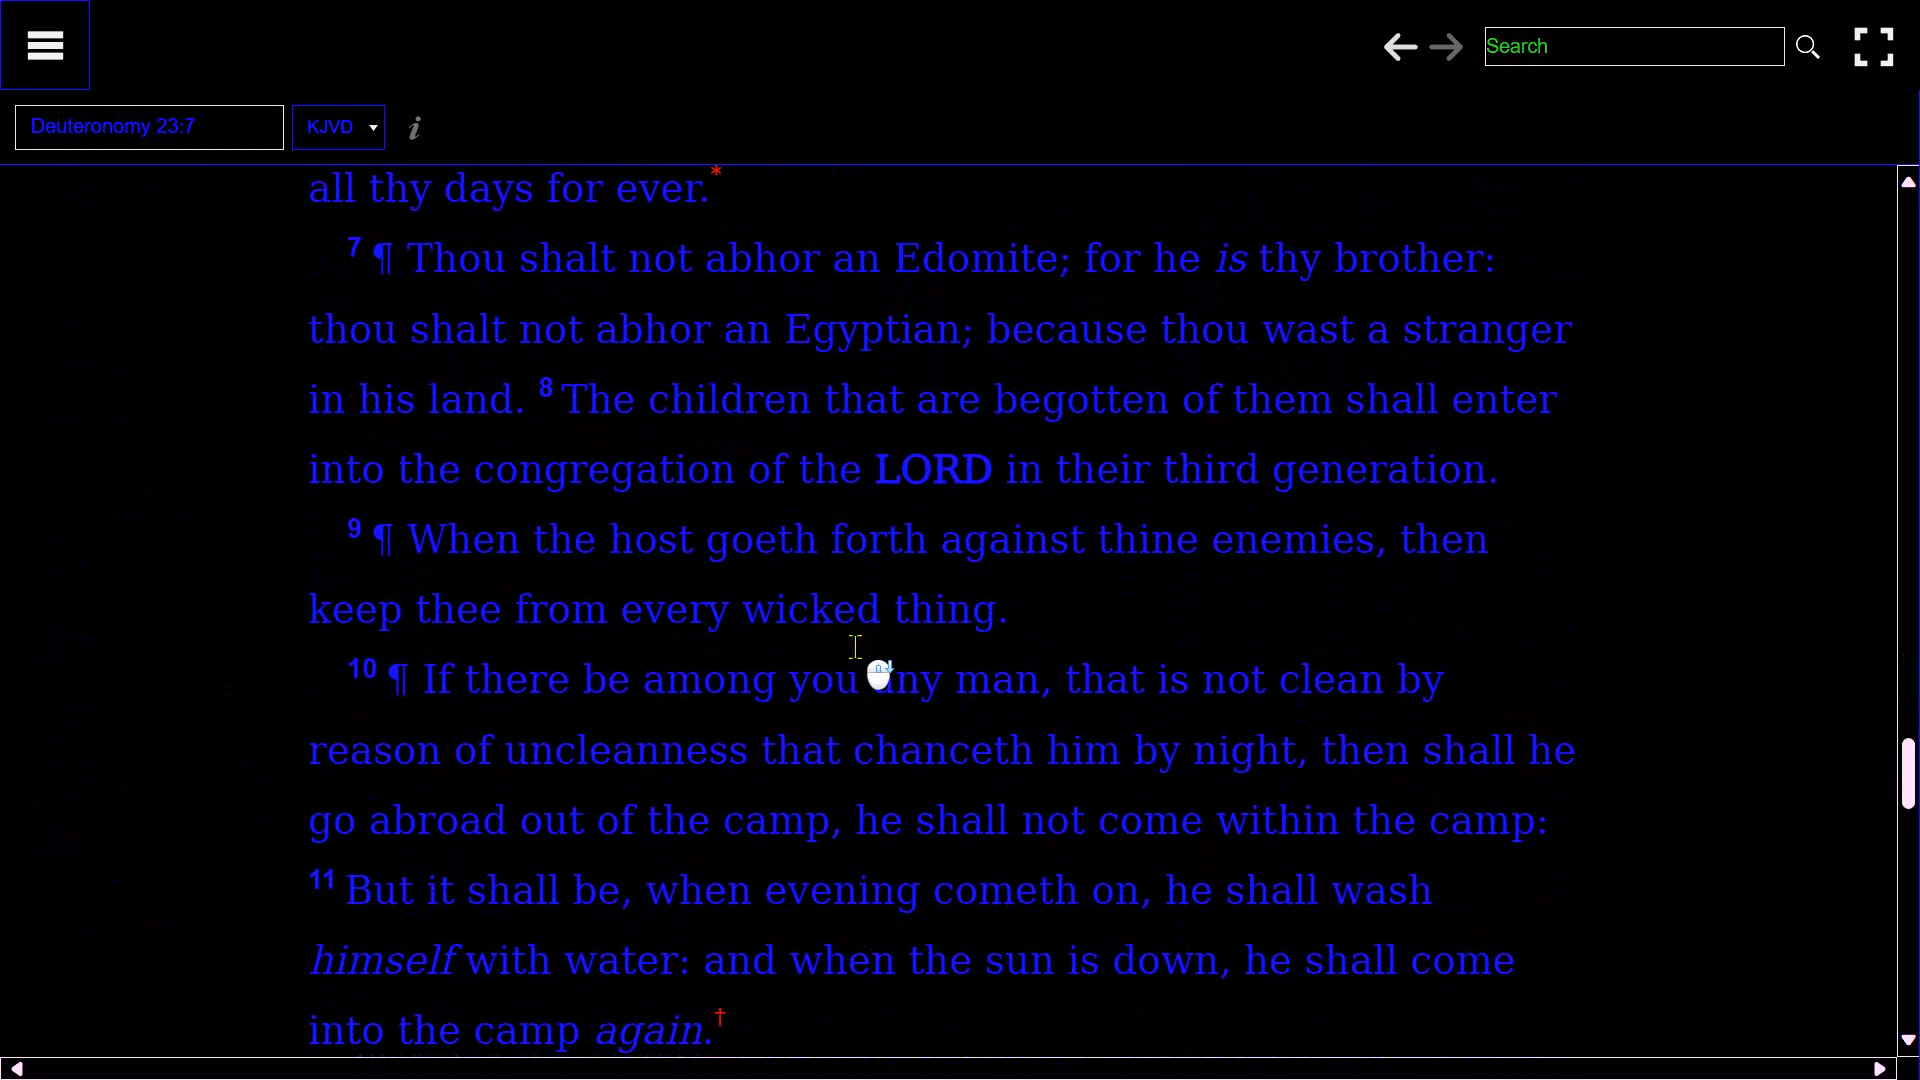 Search
Deuteronomy 23:7
KJVD
i
all thy days for ever.*
7 ¶ Thou shalt not abhor an Edomite; for he is thy brother:
thou shalt not abhor an Egyptian; because thou wast a stranger
in his land. 8 The children that are begotten of them shall enter
into the congregation of the LORD in their third generation.
9 ¶ When the host goeth forth against thine enemies, then
keep thee from every wicked thing.
10 ¶ If there be among you any man, that is not clean by
reason of uncleanness that chanceth him by night, then shall he
go abroad out of the camp, he shall not come within the camp:
11 But it shall be, when evening cometh on, he shall wash
himself with water: and when the sun is down, he shall come
into the camp again.†